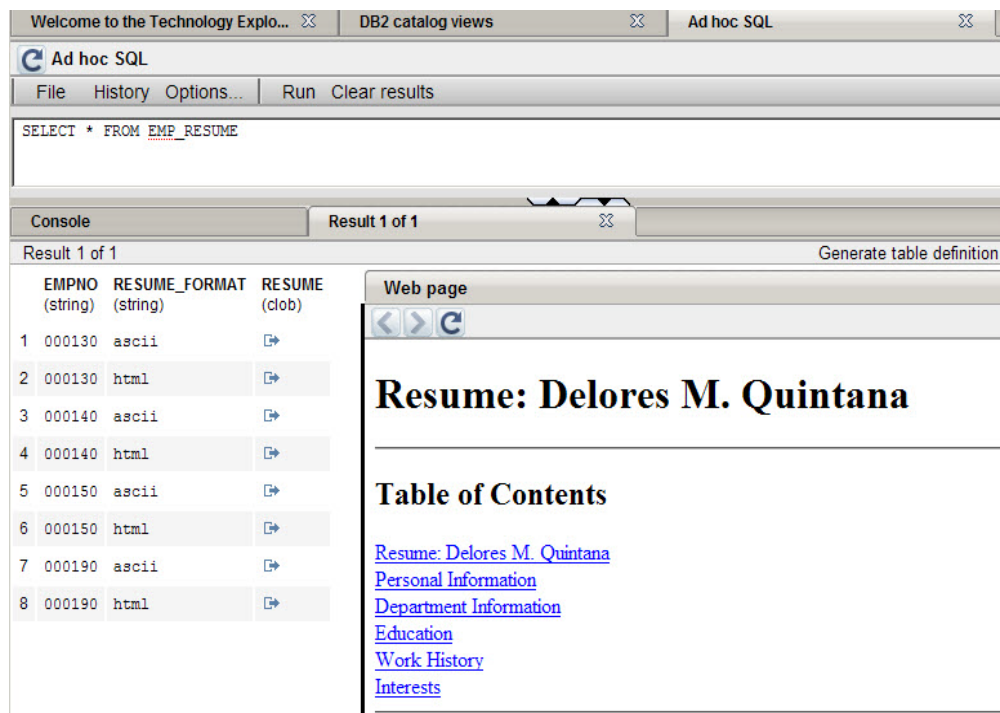 Welcome to the Technology Explo... DB2 catalog views Ad hoc SQL
Ad hoc SQL
File History Options... Run Clear results
SELECT * FROM EMP_RESUME
Console Result 1 of 1
Result 1 of 1 Generate table definition
EMPNO RESUME_FORMAT RESUME
(string) (string) (clob)
1 000130 ascii
2 000130 html
3 000140 ascii
4 000140 html
5 000150 ascii
6 000150 html
7 000190 ascii
8 000190 html
Web page
Resume: Delores M. Quintana
Table of Contents
Resume: Delores M. Quintana
Personal Information
Department Information
Education
Work History
Interests